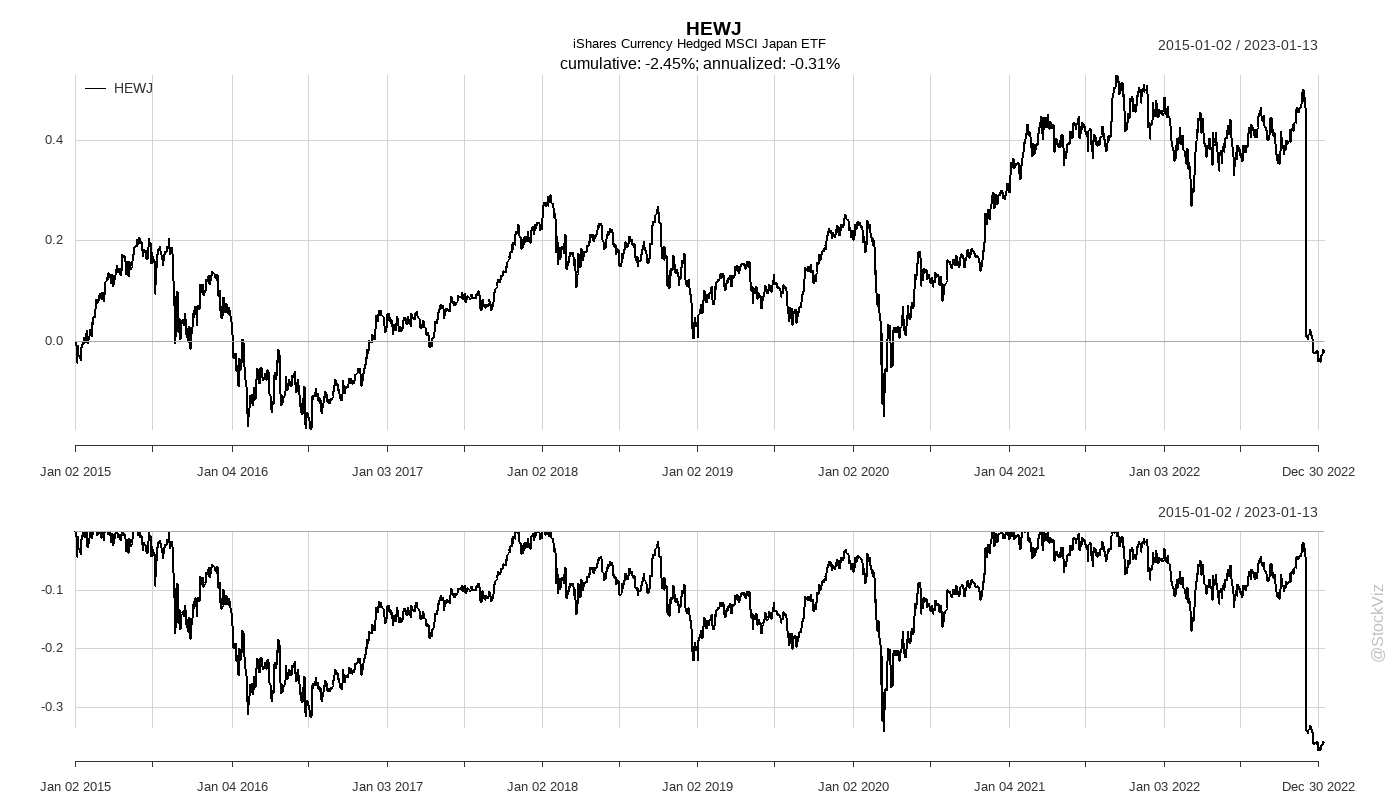 HEWJ
iShares Currency Hedged MSCI Japan ETF
2015-01-02 / 2023-01-13
cumulative: -2.45%; annualized: -0.31%
HEWJ
0.4
0.2
0.0
Jan 02 2015 Jan 04 2016 Jan 03 2017 Jan 02 2018 Jan 02 2019 Jan 02 2020 Jan 04 2021 Jan 03 2022 Dec 30 2022
2015-01-02 / 2023-01-13
-0.1
-0.2
-0.3
Jan 02 2015 Jan 04 2016 Jan 03 2017 Jan 02 2018 Jan 02 2019 Jan 02 2020 Jan 04 2021 Jan 03 2022 Dec 30 2022
@StockViz